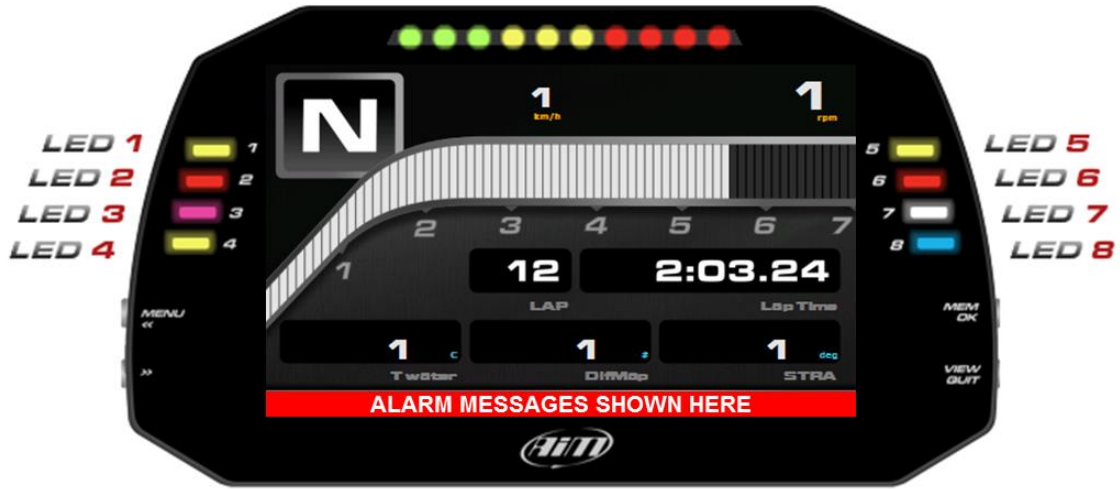 N
1
km/h
1
rpm
LED 1
1
LED 2
2
LED 3
3
LED 4
4
5
LED 5
6
LED 6
7
LED 7
8
LED 8
1 2 3 4 5 6 7
12
2:03.24
LAP
Lap Time
MENU
<<
>>
MEM
OK
VIEW
QUIT
1 C
1 #
1 deg
Twater
DifMap
STRA
ALARM MESSAGES SHOWN HERE
AiM